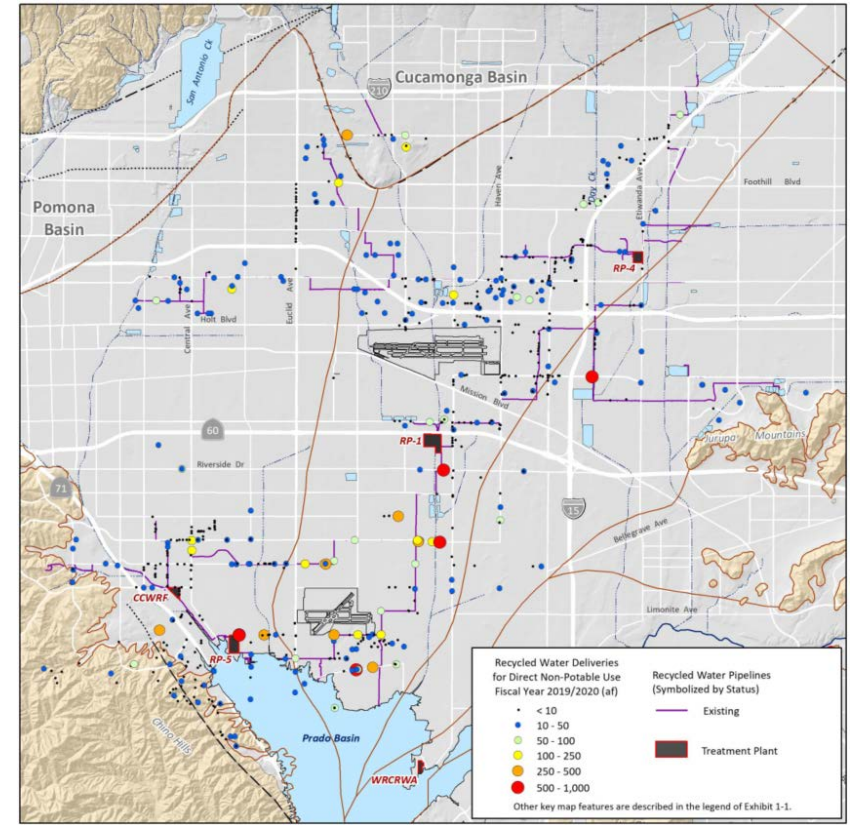 San Antonio Ck
Cucamonga Basin
210
Haven Ave
Day Ck
Etiwanda Ave
Foothill Blvd
Pomona
Basin
RP-4
Euclid Ave
Central Ave
Holt Blvd
Mission Blvd
60
RP-1
Jurupa Mountains
Riverside Dr
71
15
Bellegrave Ave
CCWRF
Limonite Ave
RP-5
Chino Hills
Prado Basin
WRCRWA
Recycled Water Deliveries
for Direct Non-Potable Use
Fiscal Year 2019/2020 (af)
< 10
10 - 50
50 - 100
100 - 250
250 - 500
500 - 1,000
Recycled Water Pipelines
(Symbolized by Status)
Existing
Treatment Plant
Other key map features are described in the legend of Exhibit 1-1.